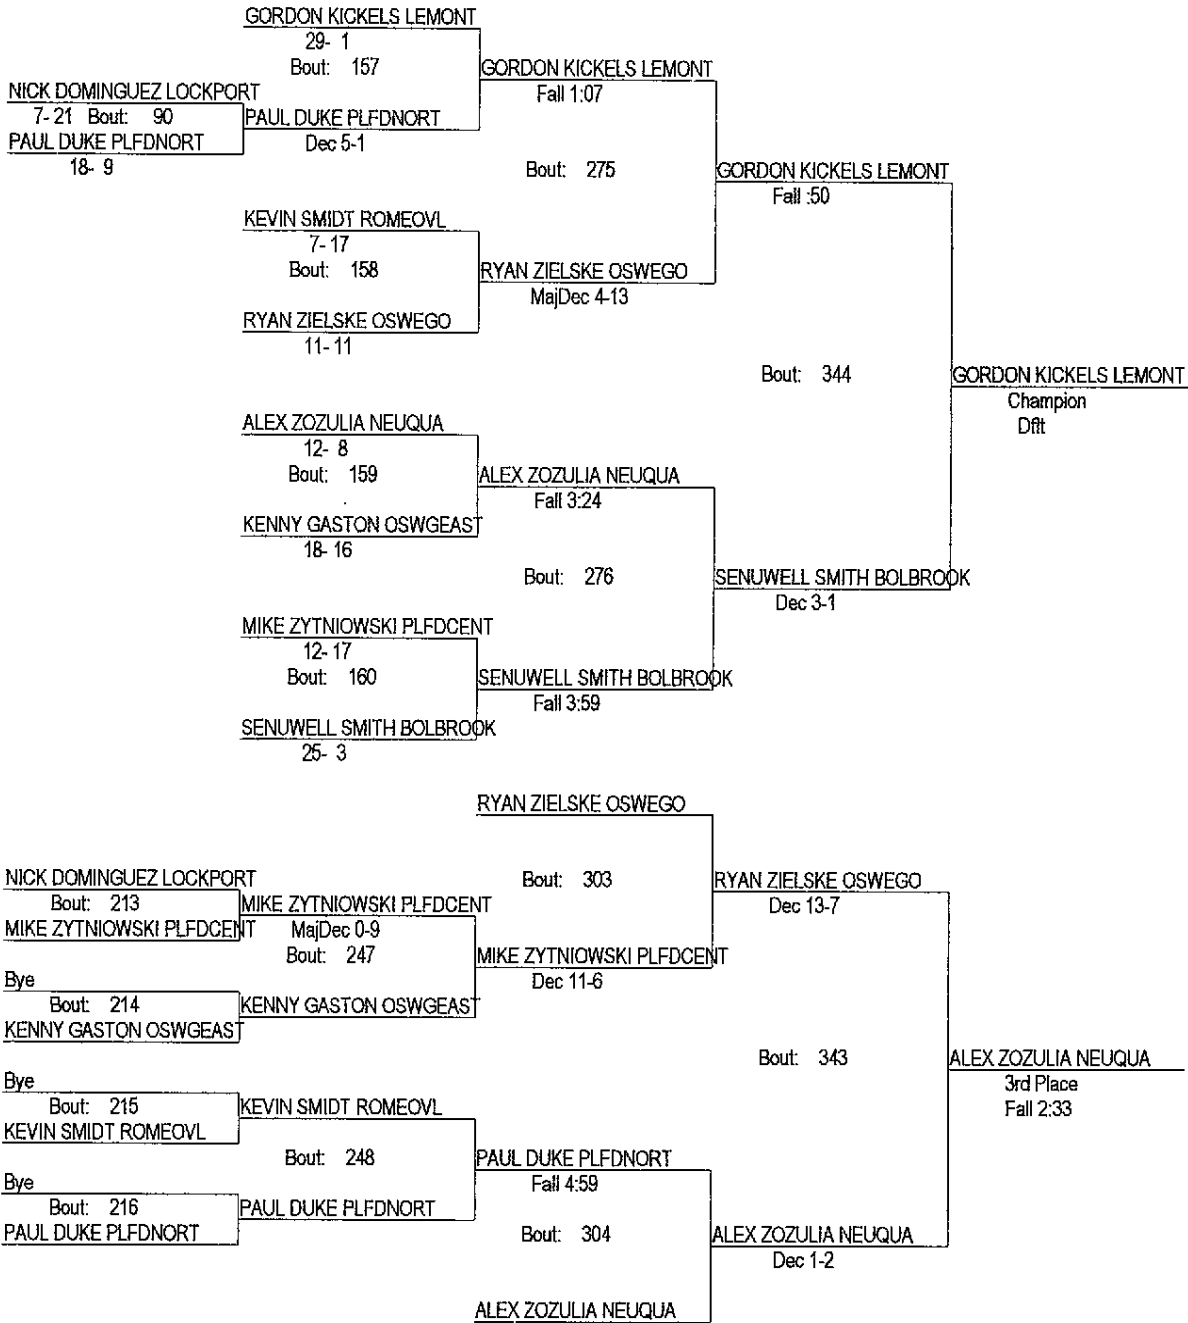 GORDON KICKELS LEMONT
29- 1
Bout: 157
GORDON KICKELS LEMONT
Fall 1:07
NICK DOMINGUEZ LOCKPORT
7- 21 Bout: 90
PAUL DUKE PLFDNORT
18- 9
PAUL DUKE PLFDNORT
Dec 5-1
Bout: 275
GORDON KICKELS LEMONT
Fall :50
KEVIN SMIDT ROMEOVL
7- 17
Bout: 158
RYAN ZIELSKE OSWEGO
MajDec 4-13
RYAN ZIELSKE OSWEGO
11- 11
Bout: 344
GORDON KICKELS LEMONT
Champion
Dflt
ALEX ZOZULIA NEUQUA
12- 8
Bout: 159
ALEX ZOZULIA NEUQUA
Fall 3:24
KENNY GASTON OSWGEAST
18- 16
Bout: 276
SENUWELL SMITH BOLBROOK
Dec 3-1
MIKE ZYTNIOWSKI PLFDCENT
12- 17
Bout: 160
SENUWELL SMITH BOLBROOK
Fall 3:59
SENUWELL SMITH BOLBROOK
25- 3
RYAN ZIELSKE OSWEGO
Bout: 303
RYAN ZIELSKE OSWEGO
Dec 13-7
NICK DOMINGUEZ LOCKPORT
Bout: 213
MIKE ZYTNIOWSKI PLFDCENT
MIKE ZYTNIOWSKI PLFDCENT
MajDec 0-9
Bout: 247
MIKE ZYTNIOWSKI PLFDCENT
Dec 11-6
Bye
Bout: 214
KENNY GASTON OSWGEAST
KENNY GASTON OSWGEAST
Bout: 343
ALEX ZOZULIA NEUQUA
3rd Place
Fall 2:33
Bye
Bout: 215
KEVIN SMIDT ROMEOVL
KEVIN SMIDT ROMEOVL
Bout: 248
PAUL DUKE PLFDNORT
Fall 4:59
Bye
Bout: 216
PAUL DUKE PLFDNORT
PAUL DUKE PLFDNORT
Bout: 304
ALEX ZOZULIA NEUQUA
Dec 1-2
ALEX ZOZULIA NEUQUA